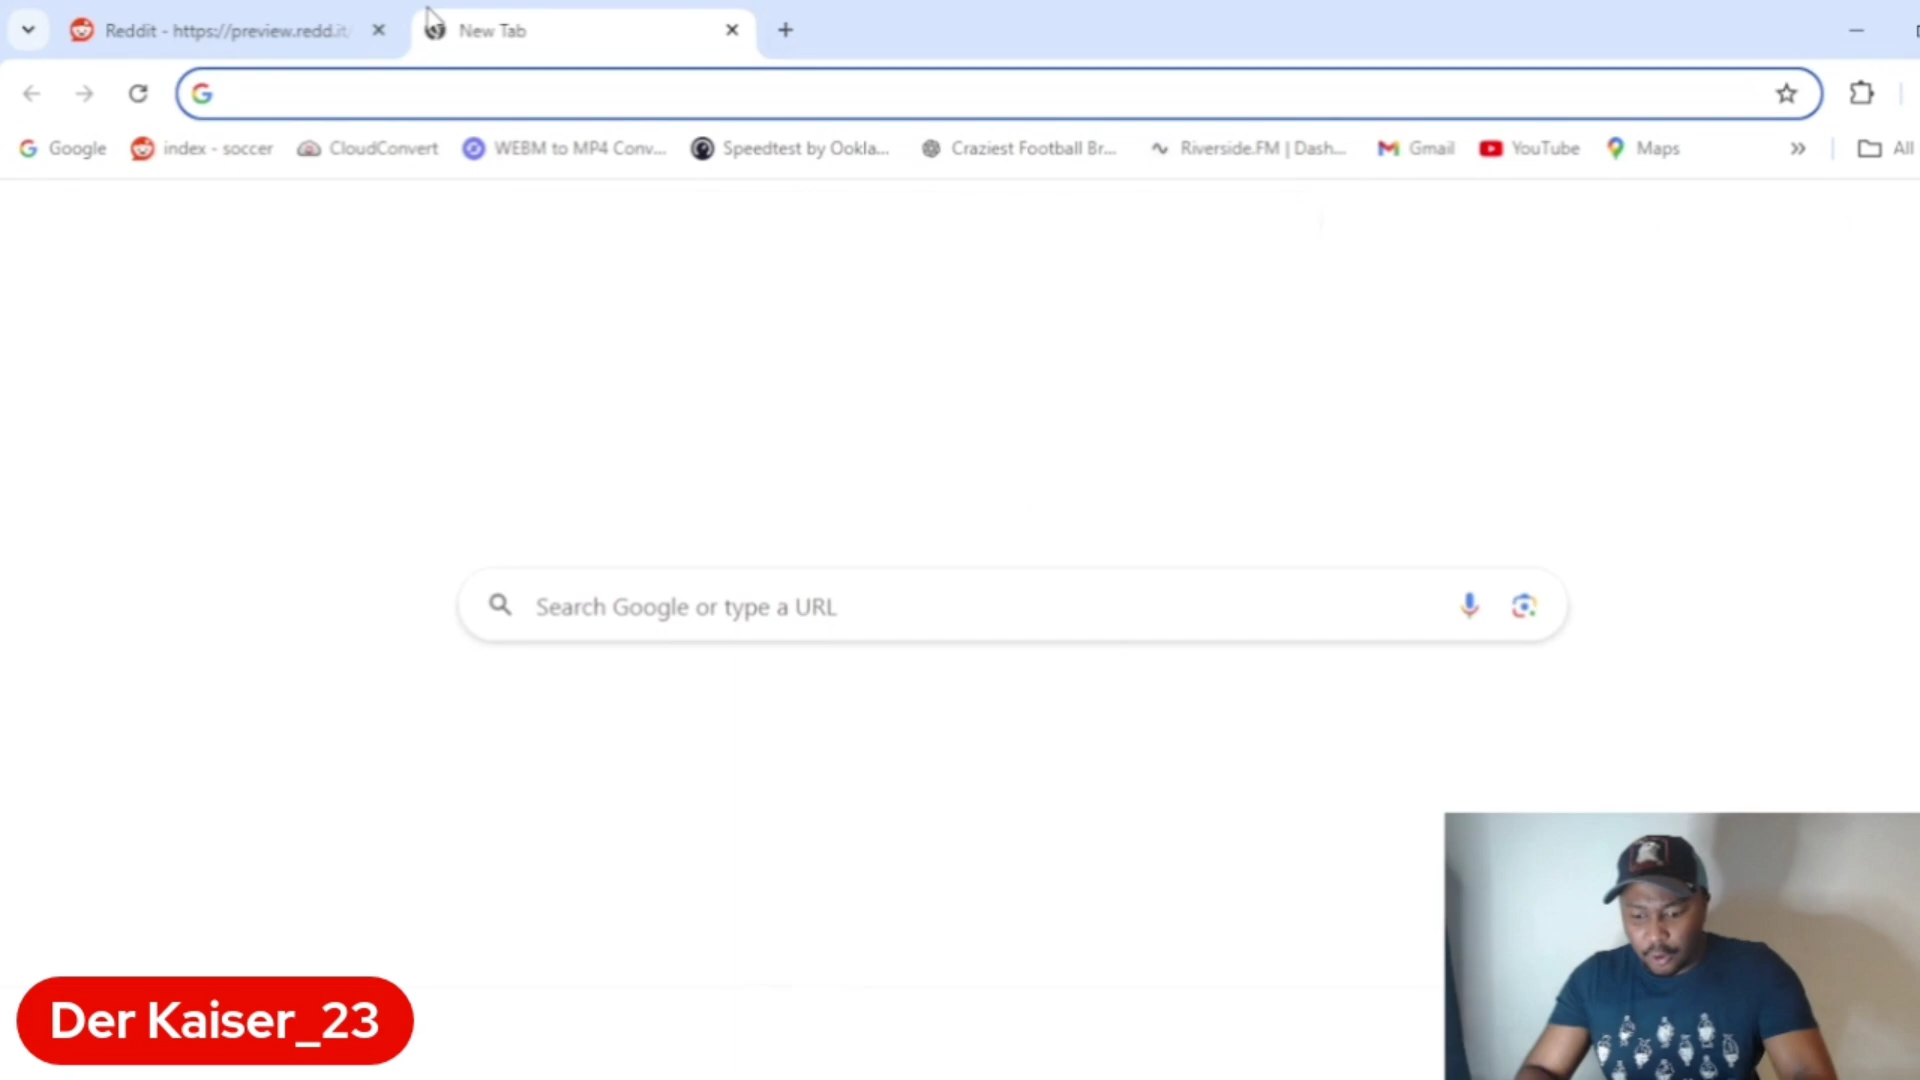 Reddit - https://preview.redd.it/
New Tab
Google
index - soccer
CloudConvert
WEBM to MP4 Conv...
Speedtest by Ookla...
Craziest Football Br...
Riverside.FM | Dash...
Gmail
YouTube
Maps
All
Search Google or type a URL
Der Kaiser_23